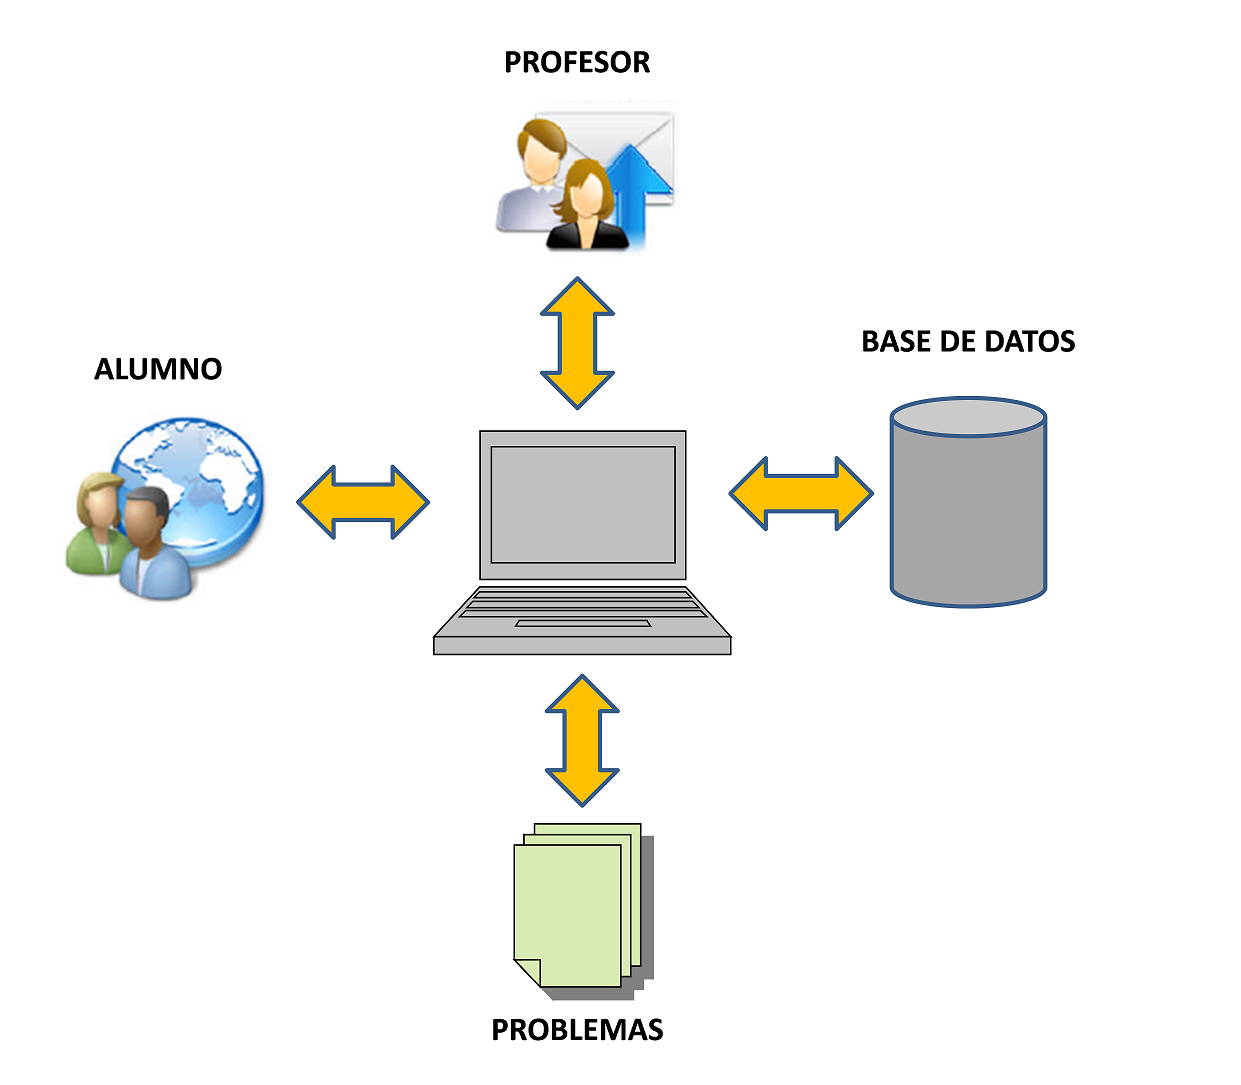 PROFESOR
BASE DE DATOS
ALUMNO
PROBLEMAS